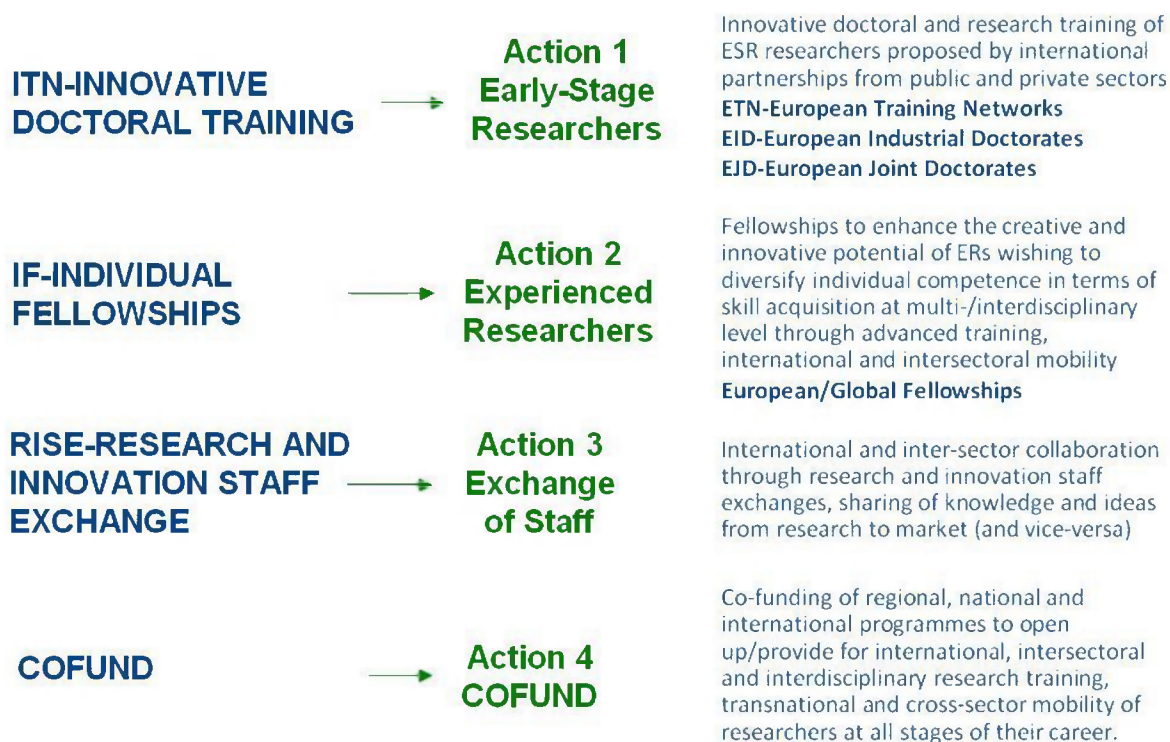 ITN-INNOVATIVE
DOCTORAL TRAINING
Action 1
Early-Stage
Researchers
Innovative doctoral and research training of
ESR researchers proposed by international
partnerships from public and private sectors
ETN-European Training Networks
EID-European Industrial Doctorates
EJD-European Joint Doctorates
IF-INDIVIDUAL
FELLOWSHIPS
Action 2
Experienced
Researchers
Fellowships to enhance the creative and
innovative potential of ERs wishing to
diversify individual competence in terms of
skill acquisition at multi-/interdisciplinary
level through advanced training,
international and intersectoral mobility
European/Global Fellowships
RISE-RESEARCH AND
INNOVATION STAFF
EXCHANGE
Action 3
Exchange
of Staff
International and inter-sector collaboration
through research and innovation staff
exchanges, sharing of knowledge and ideas
from research to market (and vice-versa)
COFUND
Action 4
COFUND
Co-funding of regional, national and
international programmes to open
up/provide for international, intersectoral
and interdisciplinary research training,
transnational and cross-sector mobility of
researchers at all stages of their career.